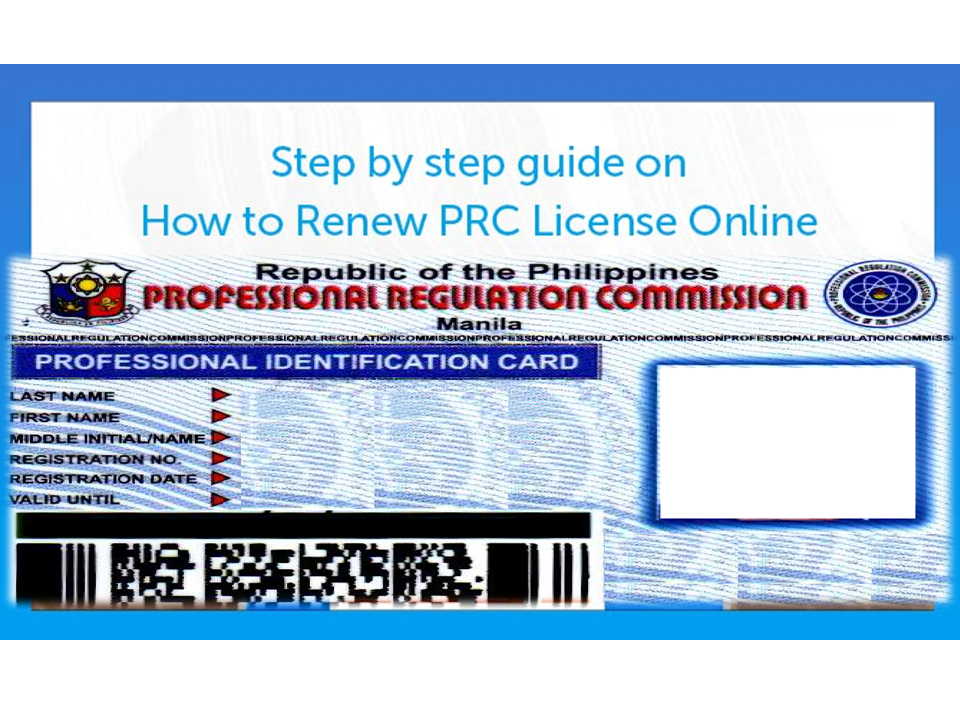 Step by step guide on
How to Renew PRC License Online
Republic of the Philippines
PROFESSIONAL REGULATION COMMISSION
Manila
ESSIONALREGULATIONCOMMISSIONPROFESSIONALREGULATIONCOMMISSIONPROFESSIONALREGULATIONCOMMISSIONPROFESSIONALREGULATIONCOMMISSI
PROFESSIONAL IDENTIFICATION CARD
LAST NAME
FIRST NAME
MIDDLE INITIAL/NAME
REGISTRATION NO.
REGISTRATION DATE
VALID UNTIL